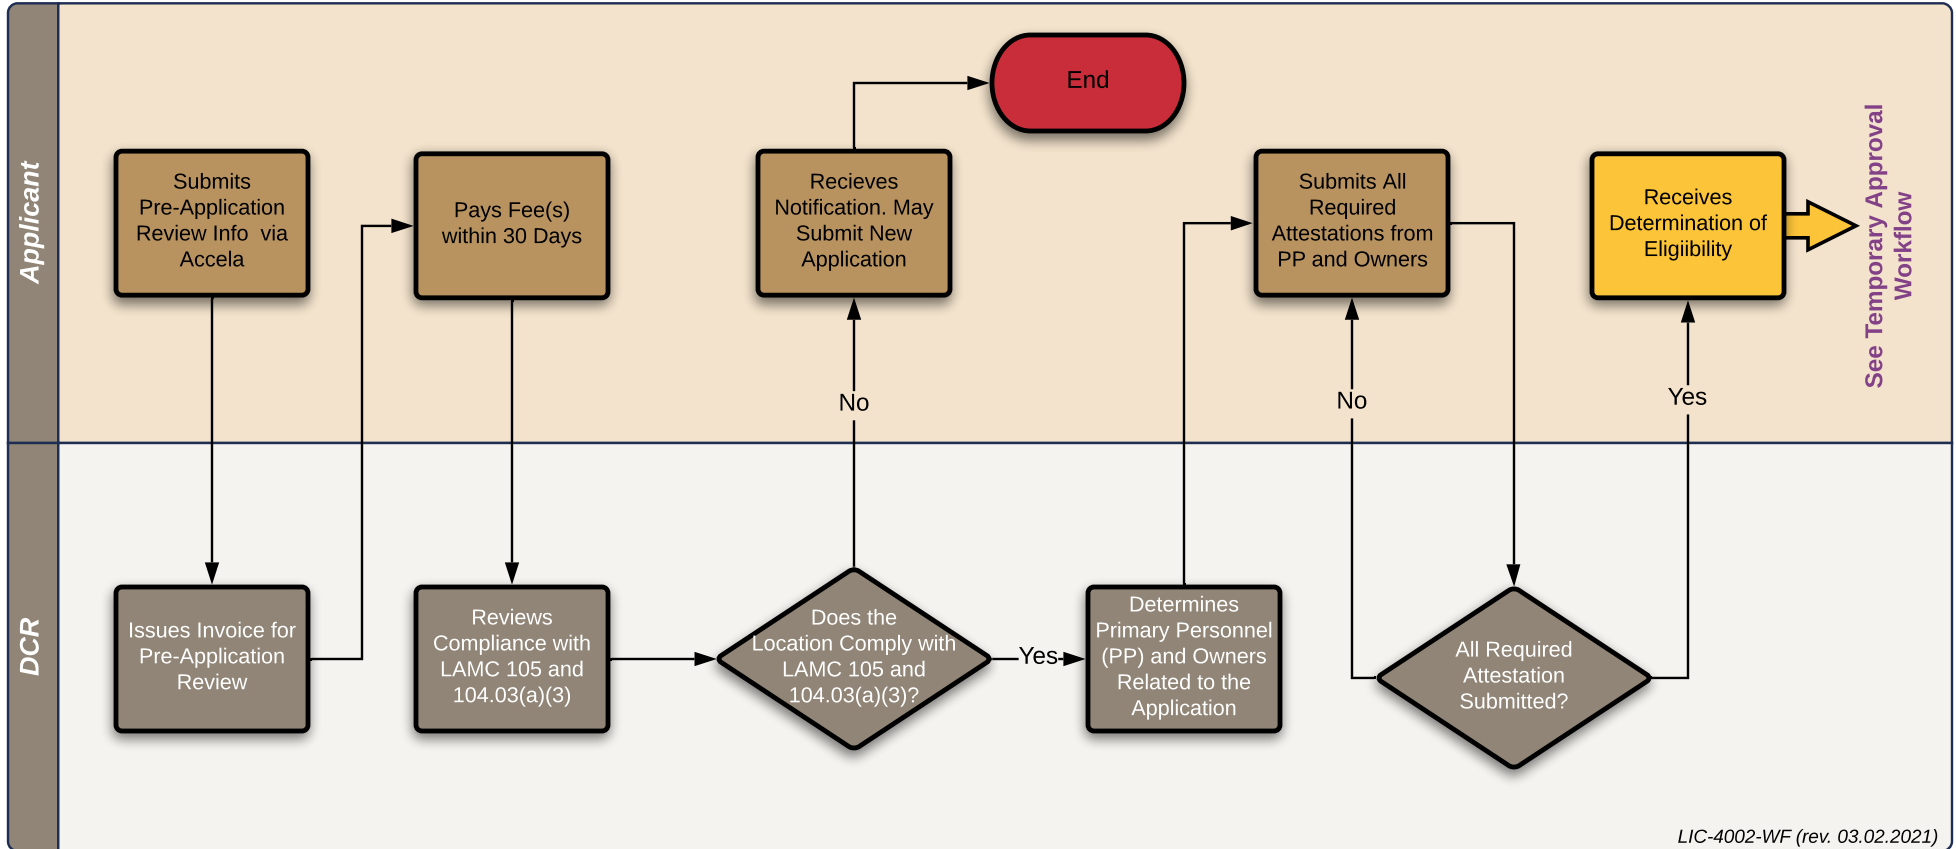 Applicant
Submits
Pre-Application
Review Info  via
Accela
Pays Fee(s)
within 30 Days
Recieves
Notification. May
Submit New
Application
End
Submits All
Required
Attestations from
PP and Owners
Receives
Determination of
Eligiibility
See Temporary Approval
Workflow
No
No
Yes
DCR
Issues Invoice for
Pre-Application
Review
Reviews
Compliance with
LAMC 105 and
104.03(a)(3)
Does the
Location Comply with
LAMC 105 and
104.03(a)(3)?
Yes
Determines
Primary Personnel
(PP) and Owners
Related to the
Application
All Required
Attestation
Submitted?
LIC-4002-WF (rev. 03.02.2021)